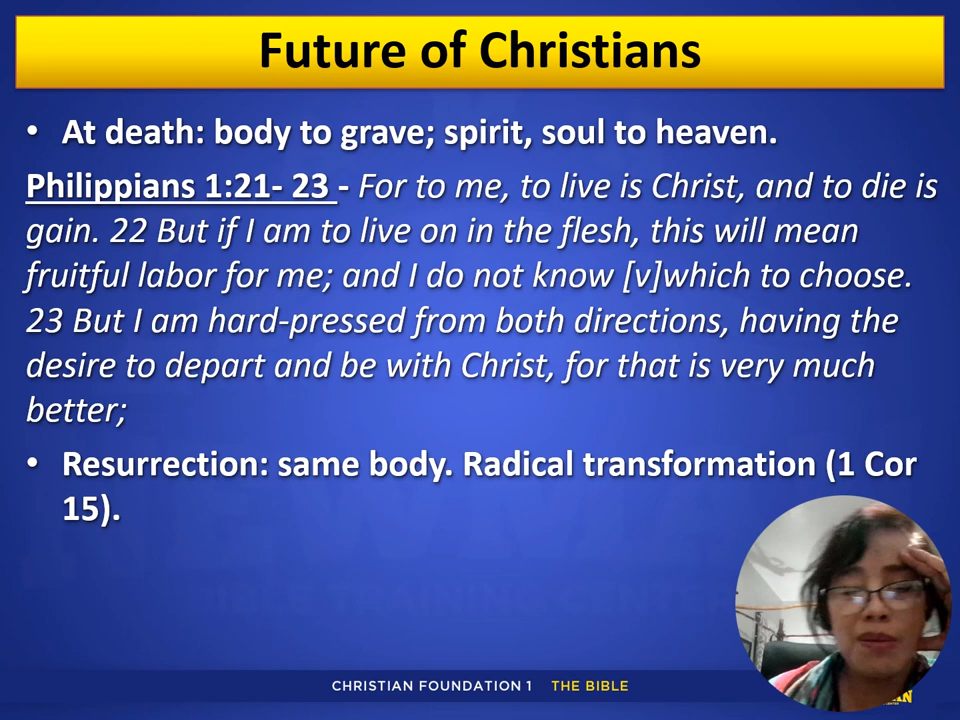 Future of Christians
• At death: body to grave; spirit, soul to heaven.
Philippians 1:21- 23 - For to me, to live is Christ, and to die is
gain. 22 But if I am to live on in the flesh, this will mean
fruitful labor for me; and I do not know [v]which to choose.
23 But I am hard-pressed from both directions, having the
desire to depart and be with Christ, for that is very much
better;
• Resurrection: same body. Radical transformation (1 Cor
15).
CHRISTIAN FOUNDATION 1 THE BIBLE